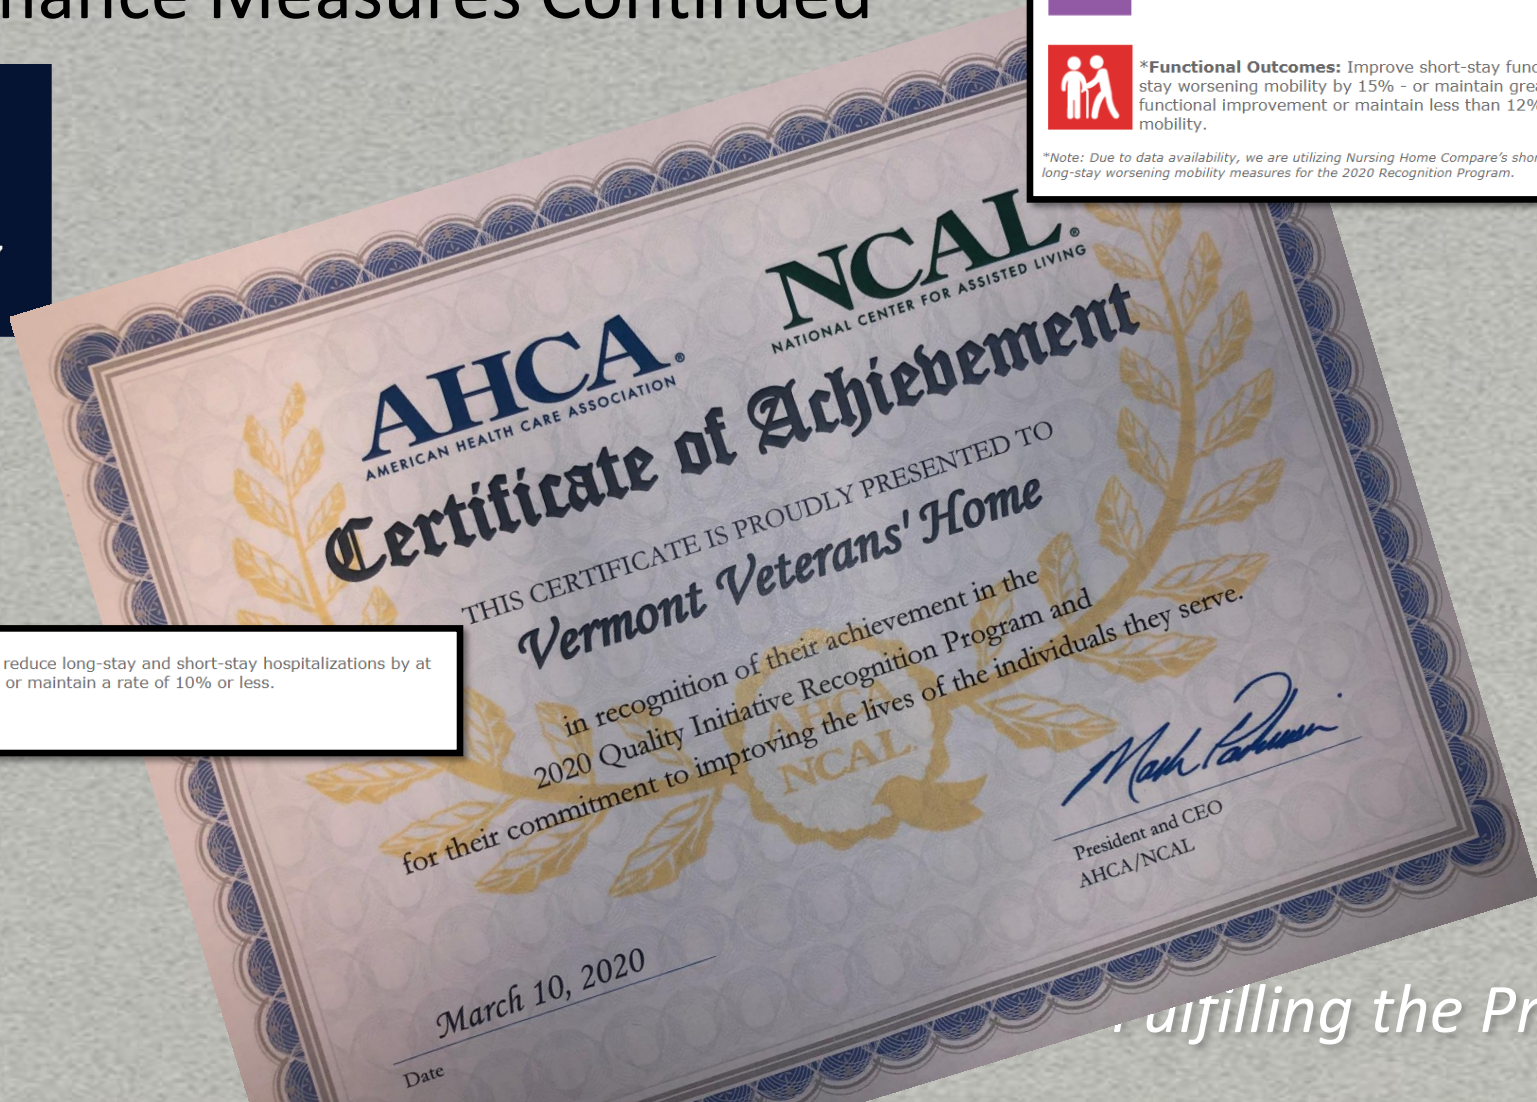 nance Measures Continued
*Functional Outcomes: Improve short-stay func
stay worsening mobility by 15% - or maintain grea
functional improvement or maintain less than 12%
mobility.
*Note: Due to data availability, we are utilizing Nursing Home Compare's shor
long-stay worsening mobility measures for the 2020 Recognition Program.
NCAL®
NATIONAL CENTER FOR ASSISTED LIVING
AHCA®
AMERICAN HEALTH CARE ASSOCIATION
Certificate of Achievement
THIS CERTIFICATE IS PROUDLY PRESENTED TO
Vermont Veterans' Home
in recognition of their achievement in the
2020 Quality Initiative Recognition Program and
for their commitment to improving the lives of the individuals they serve.
AHCA
NCAL
reduce long-stay and short-stay hospitalizations by at
or maintain a rate of 10% or less.
President and CEO
AHCA/NCAL
March 10, 2020
Date
ulfilling the Pr